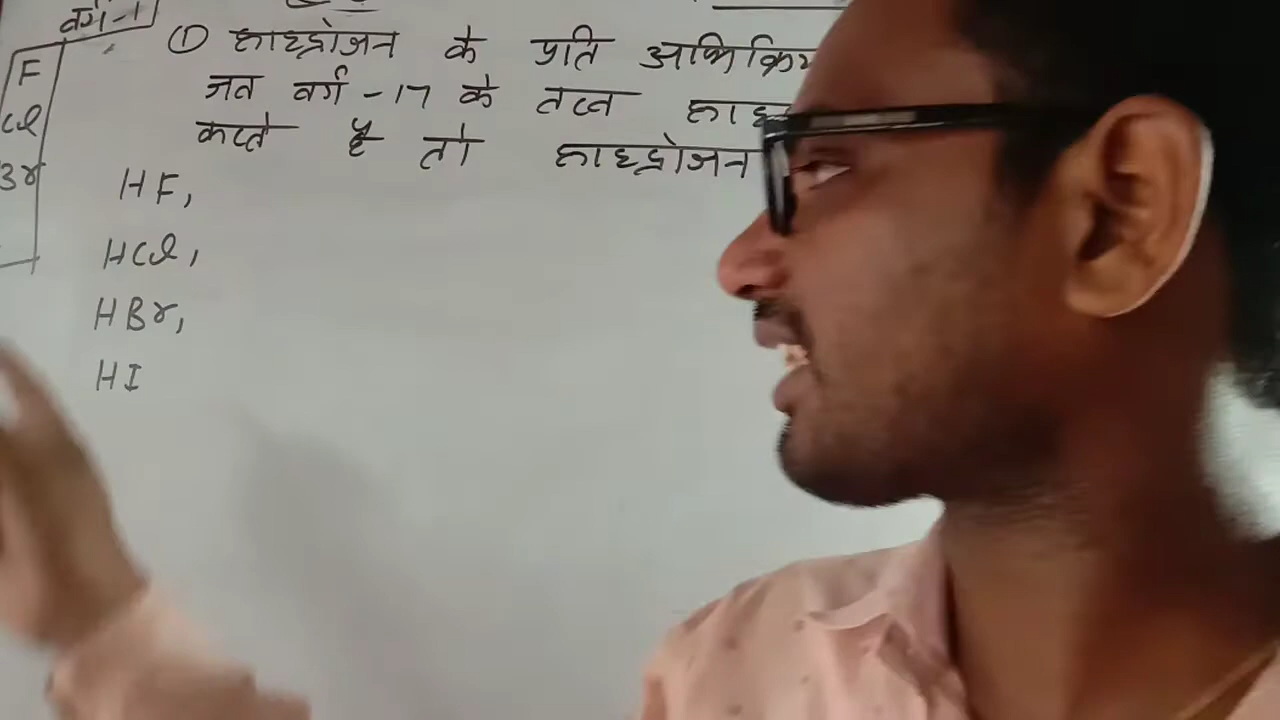 वर्ग-1
F
Cl
Br
① हाइड्रोजन के प्रति अभिक्रिय
जब वर्ग-17 के तत्व हाइड
करते है तो हाइड्रोजन
HF,
HCl,
HBr,
HI